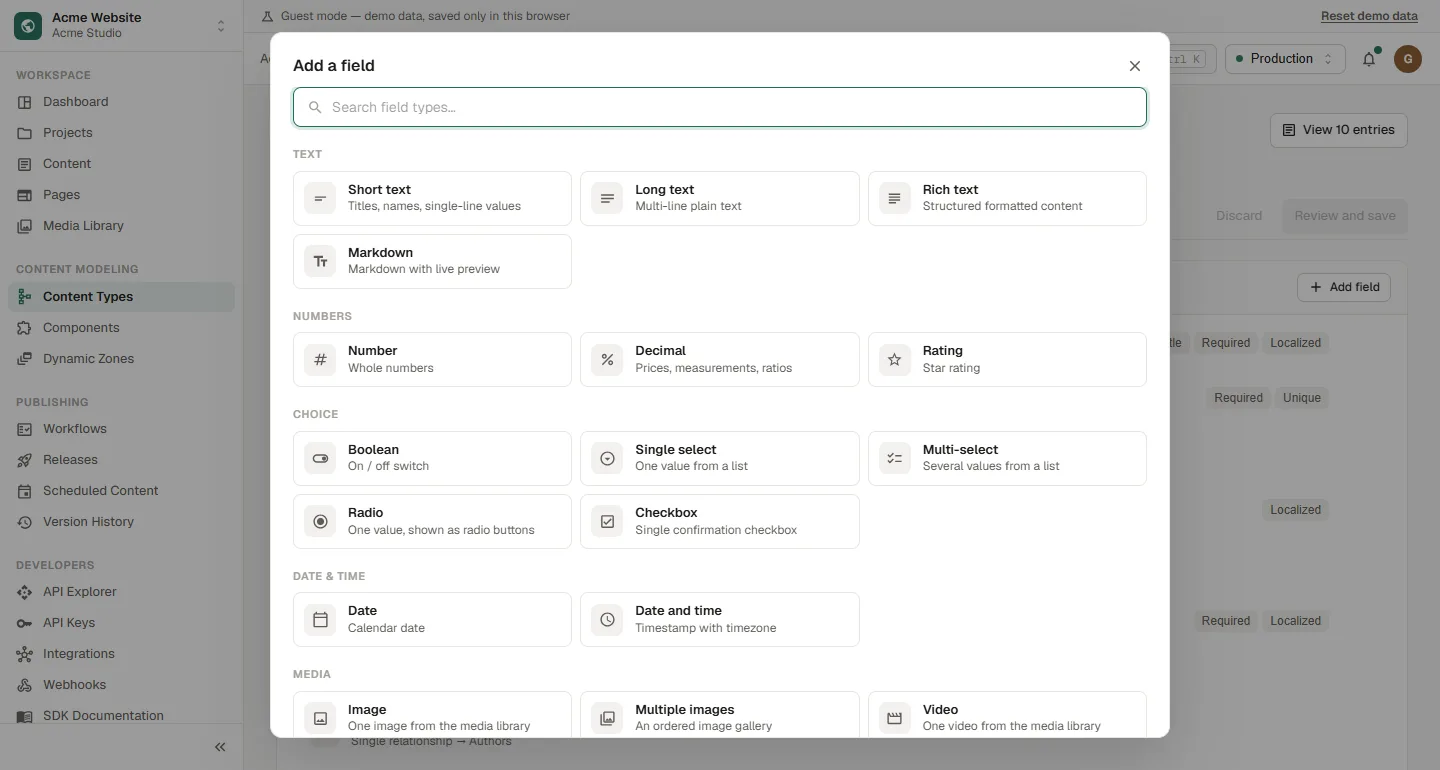 Acme Website
Acme Studio
WORKSPACE
Dashboard
Projects
Content
Pages
Media Library
CONTENT MODELING
Content Types
Components
Dynamic Zones
PUBLISHING
Workflows
Releases
Scheduled Content
Version History
DEVELOPERS
API Explorer
API Keys
Integrations
Webhooks
SDK Documentation
Guest mode — demo data, saved only in this browser
Reset demo data
K
Production
G
View 10 entries
Discard
Review and save
Add field
Required
Localized
Required
Unique
Localized
Required
Localized
Single relationship → Authors
Add a field
Search field types...
TEXT
Short text
Titles, names, single-line values
Long text
Multi-line plain text
Rich text
Structured formatted content
Markdown
Markdown with live preview
NUMBERS
Number
Whole numbers
Decimal
Prices, measurements, ratios
Rating
Star rating
CHOICE
Boolean
On / off switch
Single select
One value from a list
Multi-select
Several values from a list
Radio
One value, shown as radio buttons
Checkbox
Single confirmation checkbox
DATE & TIME
Date
Calendar date
Date and time
Timestamp with timezone
MEDIA
Image
One image from the media library
Multiple images
An ordered image gallery
Video
One video from the media library